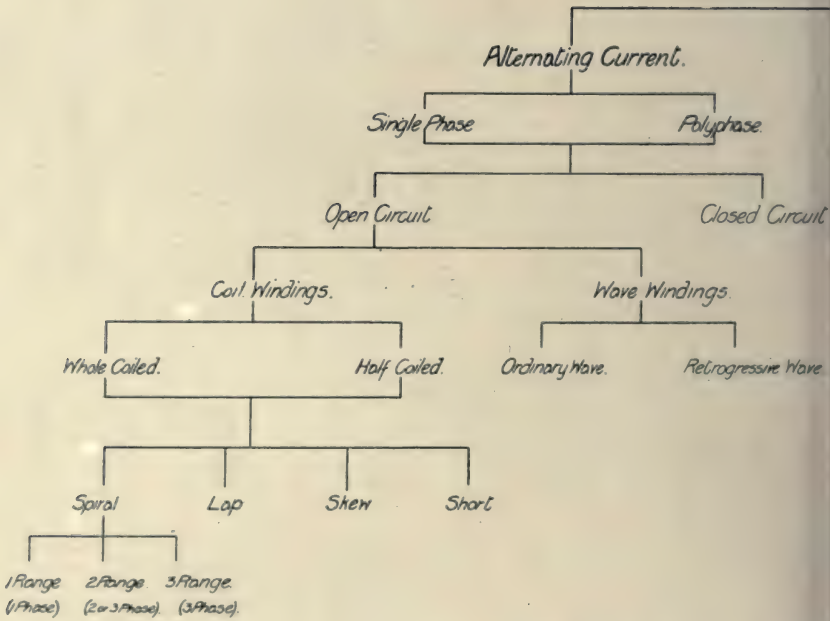 Alternating Current.
Single Phase Polyphase.
Open Circuit Closed Circuit
Coil Windings. Wave Windings.
Whole Coiled. Half Coiled. Ordinary Wave. Retrogressive Wave
Spiral Lap Skew Short
1 Range 2 Range. 3 Range.
(1 Phase) (2 or 3 Phase). (3 Phase).